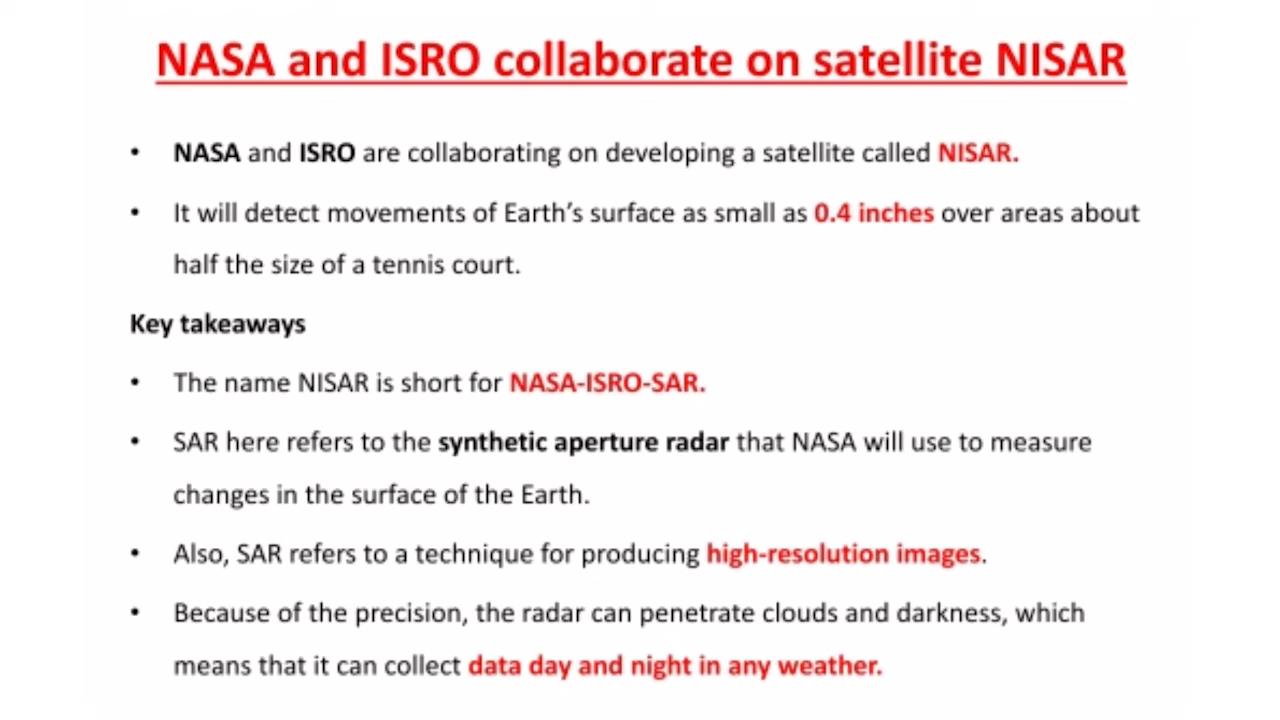 NASA and ISRO collaborate on satellite NISAR
• NASA and ISRO are collaborating on developing a satellite called NISAR.
• It will detect movements of Earth's surface as small as 0.4 inches over areas about
half the size of a tennis court.
Key takeaways
• The name NISAR is short for NASA-ISRO-SAR.
• SAR here refers to the synthetic aperture radar that NASA will use to measure
changes in the surface of the Earth.
• Also, SAR refers to a technique for producing high-resolution images.
• Because of the precision, the radar can penetrate clouds and darkness, which
means that it can collect data day and night in any weather.